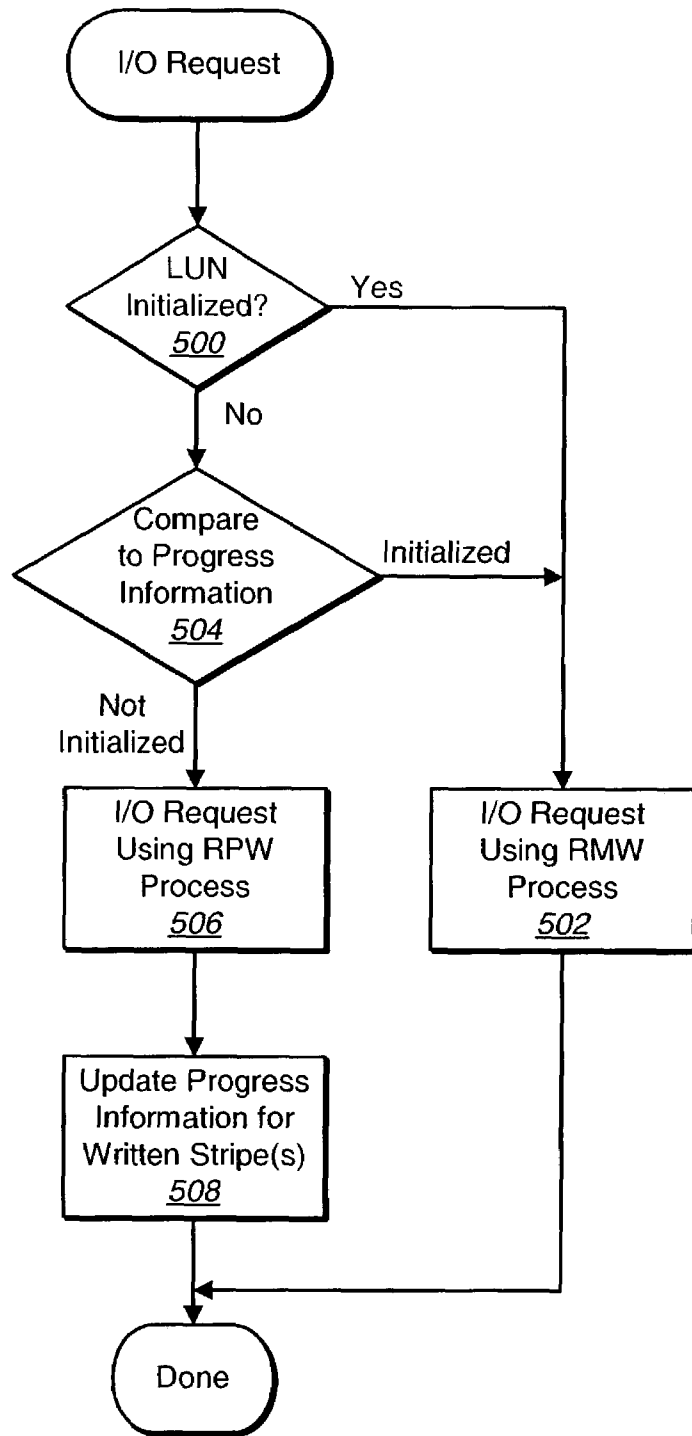 I/O Request
LUN
Initialized?
500
Yes
No
Compare
to Progress
Information
504
Initialized
Not
Initialized
I/O Request
Using RPW
Process
506
I/O Request
Using RMW
Process
502
Update Progress
Information for
Written Stripe(s)
508
Done